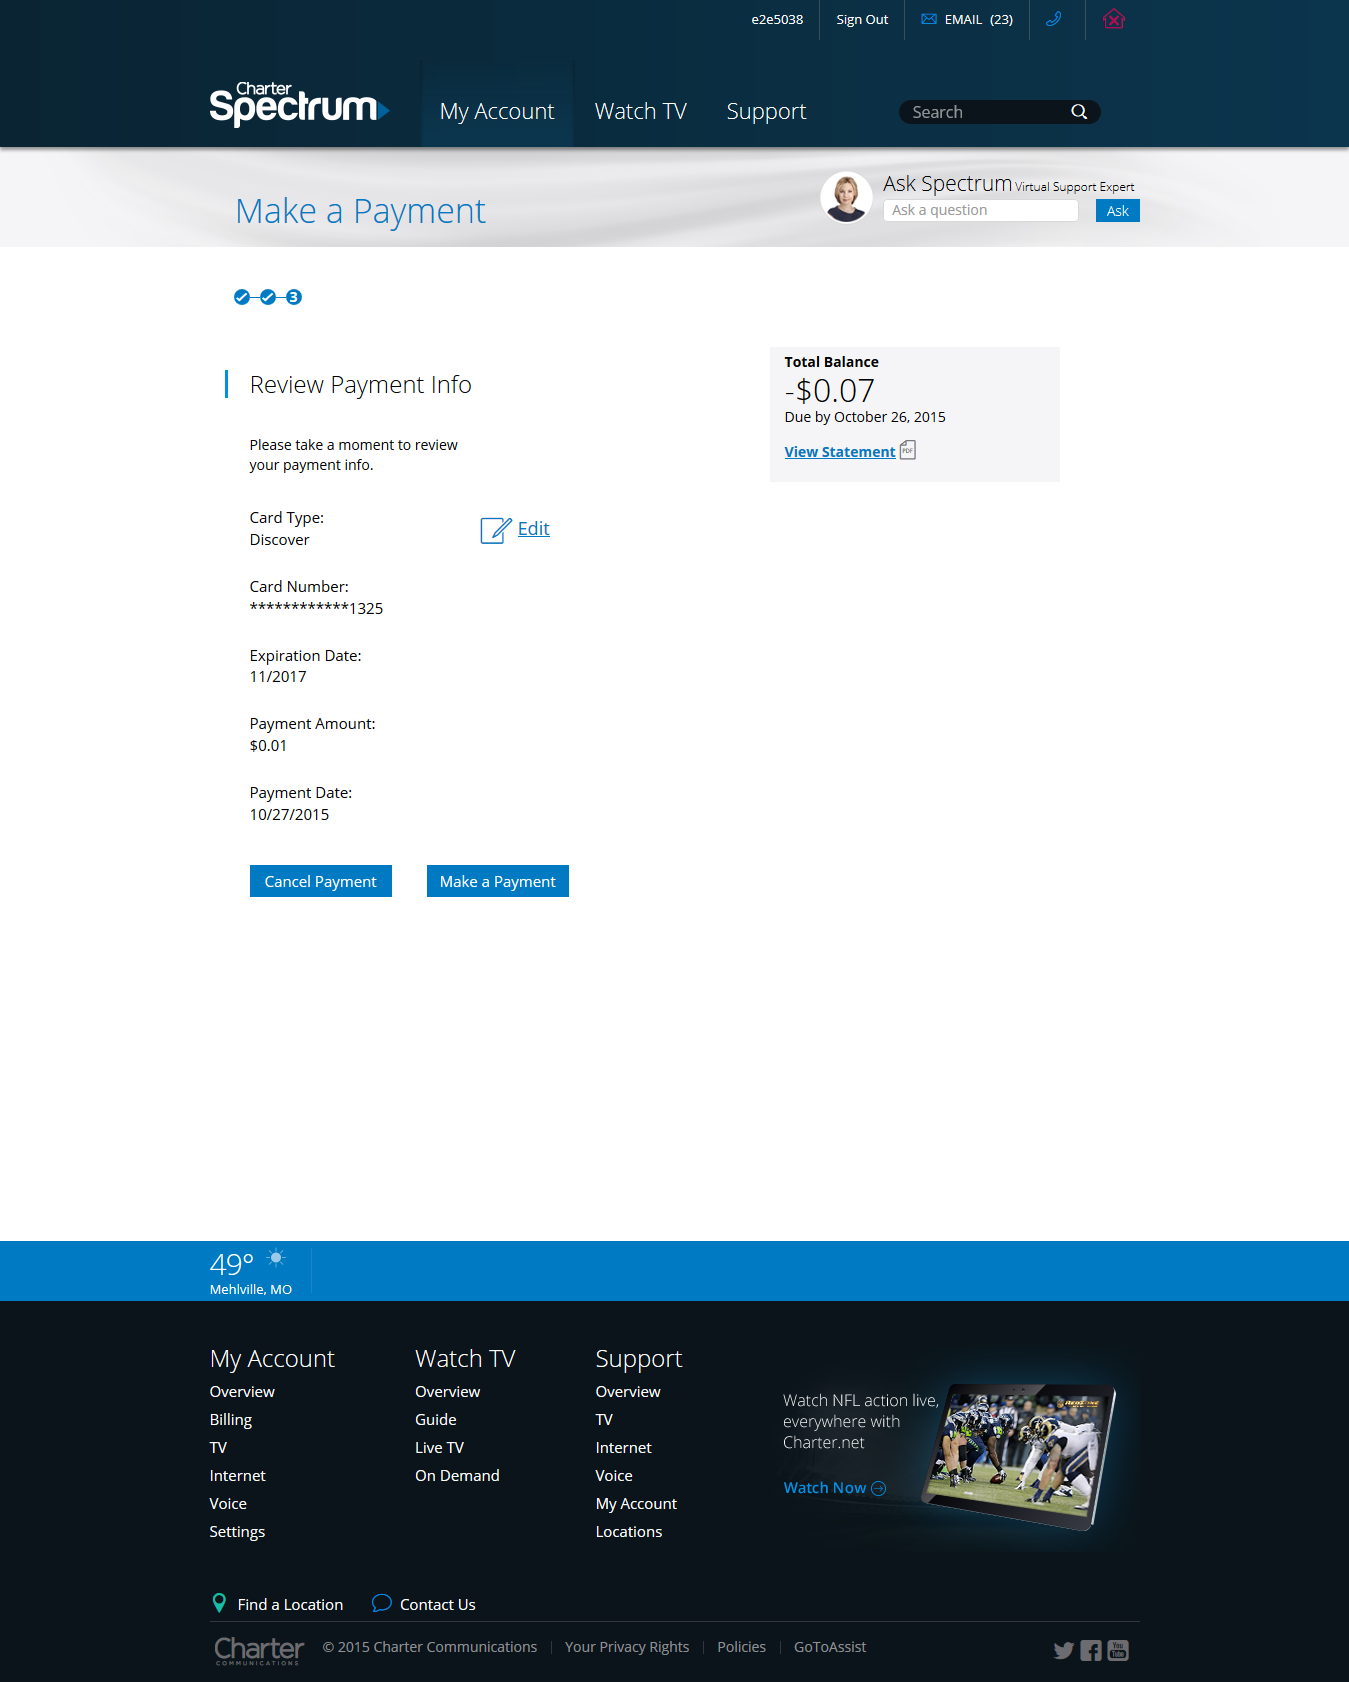 e2e5038
Sign Out
EMAIL (23)
Charter
Spectrum
My Account
Watch TV
Support
Search
Make a Payment
Ask Spectrum Virtual Support Expert
Ask a question
Ask
3
Review Payment Info
Please take a moment to review
your payment info.
Card Type:
Discover
Edit
Card Number:
************1325
Expiration Date:
11/2017
Payment Amount:
$0.01
Payment Date:
10/27/2015
Cancel Payment
Make a Payment
Total Balance
-$0.07
Due by October 26, 2015
View Statement
PDF
49°
Mehlville, MO
My Account
Overview
Billing
TV
Internet
Voice
Settings
Watch TV
Overview
Guide
Live TV
On Demand
Support
Overview
TV
Internet
Voice
My Account
Locations
Watch NFL action live,
everywhere with
Charter.net
Watch Now
REDZONE
Find a Location
Contact Us
Charter
COMMUNICATIONS
© 2015 Charter Communications
Your Privacy Rights
Policies
GoToAssist
You
Tube